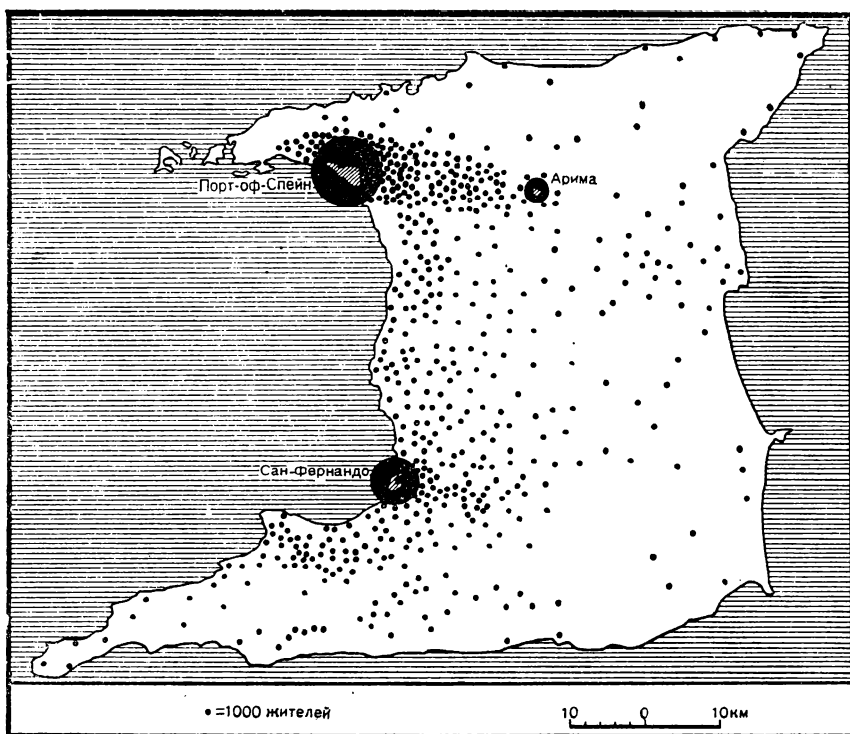 Порт-оф-Спейн
Арима
Сан-Фернандо
•=1000 жителей
10 0 10км